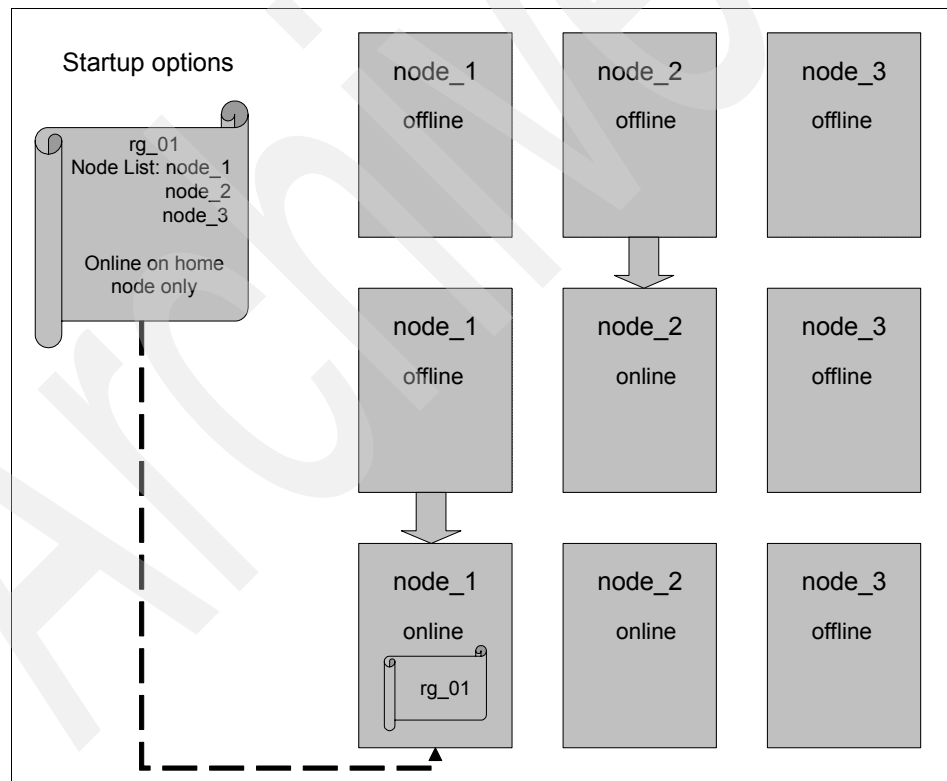 Startup options
rg_01
Node List: node_1
node_2
node_3
Online on home
node only
node_1
offline
node_2
offline
node_3
offline
node_1
offline
node_2
online
node_3
offline
node_1
online
rg_01
node_2
online
node_3
offline
Archive